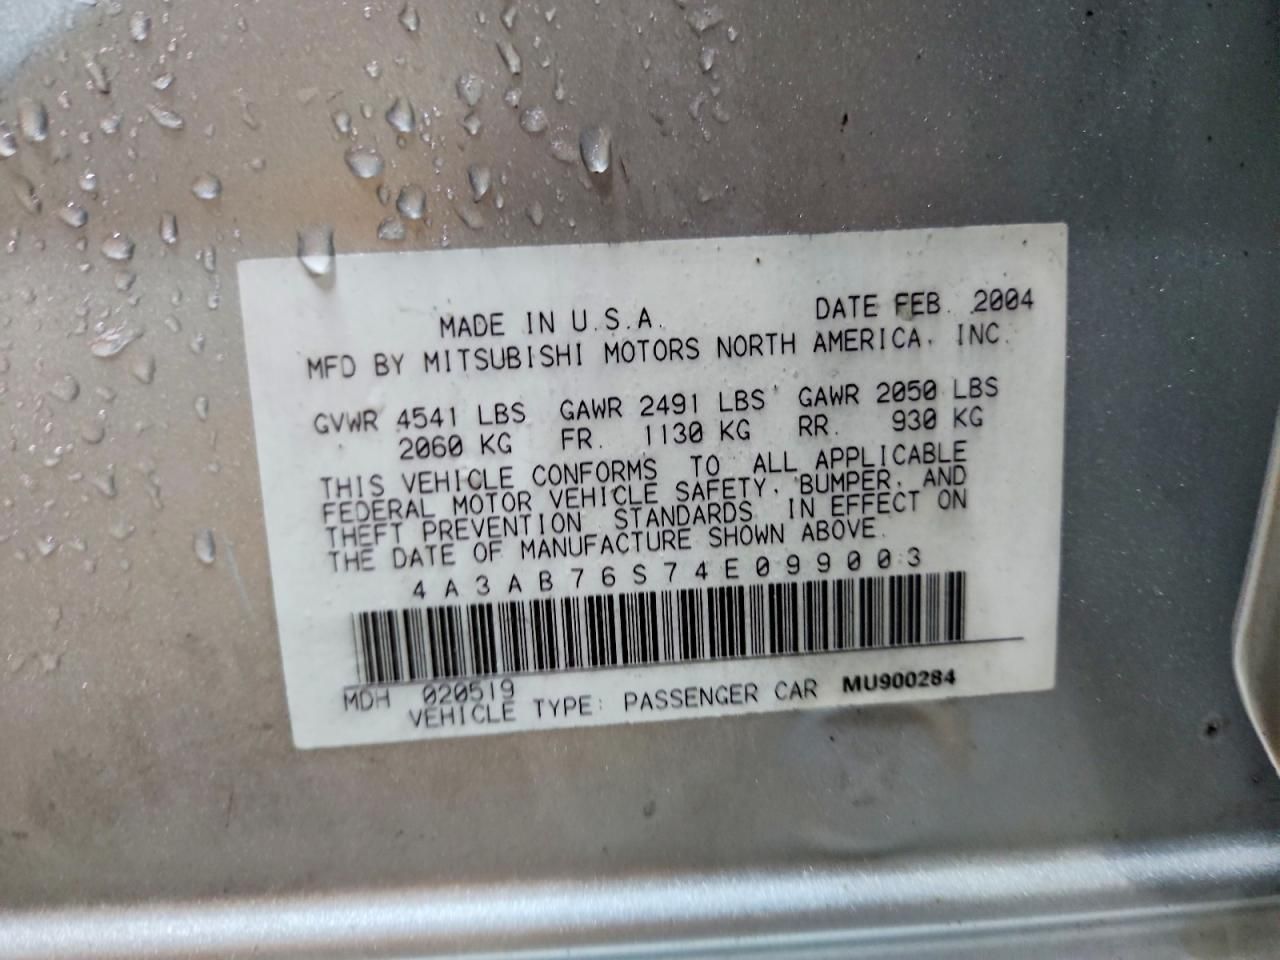 MADE IN U.S.A. DATE FEB. 2004
MFD BY MITSUBISHI MOTORS NORTH AMERICA, INC.
GVWR 4541 LBS GAWR 2491 LBS GAWR 2050 LBS
2060 KG FR. 1130 KG RR. 930 KG
THIS VEHICLE CONFORMS TO ALL APPLICABLE
FEDERAL MOTOR VEHICLE SAFETY, BUMPER, AND
THEFT PREVENTION STANDARDS IN EFFECT ON
THE DATE OF MANUFACTURE SHOWN ABOVE.
4A3AB76S74E099003
MDH 020519
VEHICLE TYPE: PASSENGER CAR MU900284